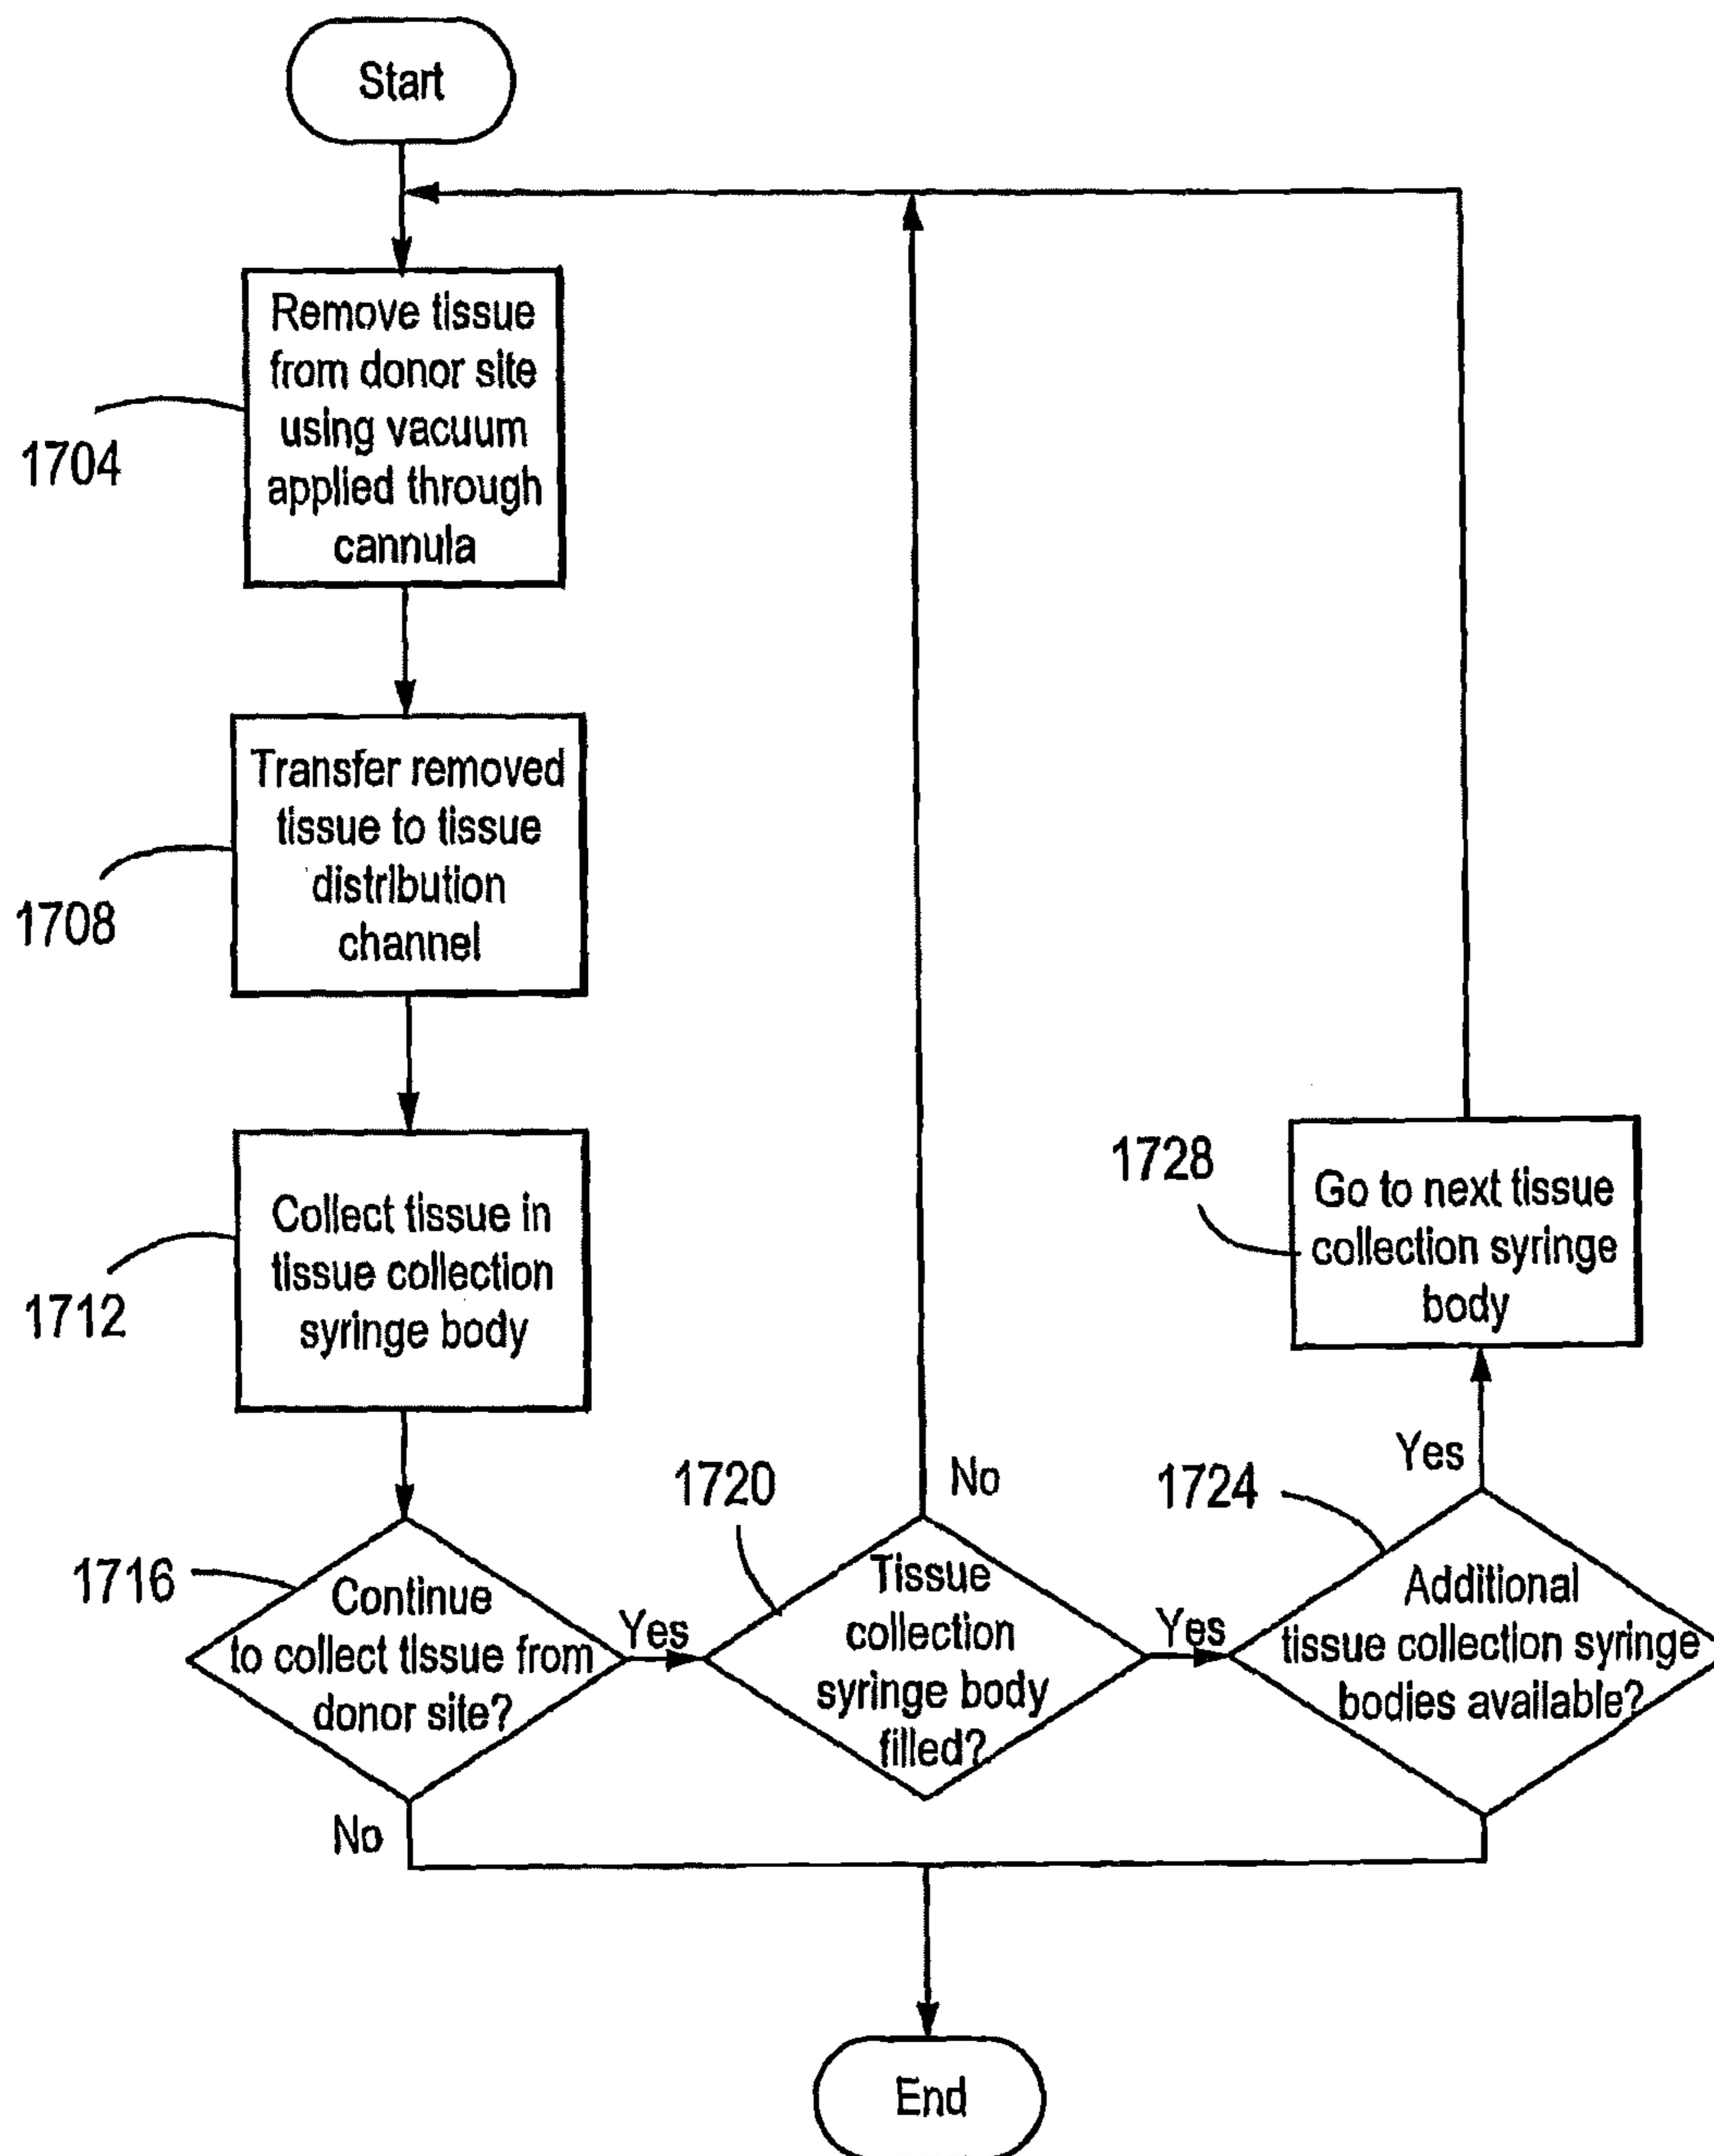 Start
Remove tissue
from donor site
using vacuum
applied through
cannula
1704
Transfer removed
tissue to tissue
distribution
channel
1708
Collect tissue in
tissue collection
syringe body
1712
1728
Go to next tissue
collection syringe
body
Yes
No
1720
1724
1716
Continue
to collect tissue from
donor site?
Yes
Tissue
collection
syringe body
filled?
Yes
Additional
tissue collection syringe
bodies available?
No
End